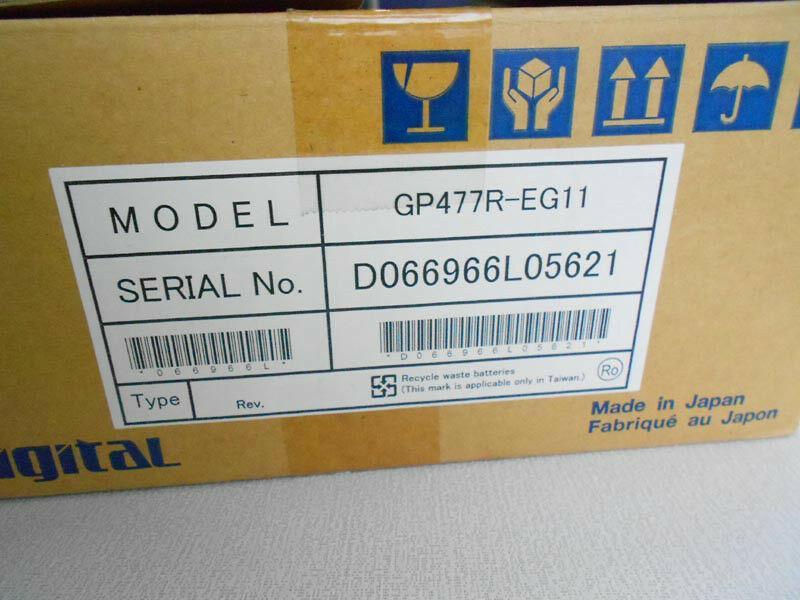 MODEL GP477R-EG11
SERIAL No. D066966L05621
*066966L* *D066966L05621*
Type Rev.
Recycle waste batteries
(This mark is applicable only in Taiwan.) Ro
Made in Japan
Fabriqué au Japon
igital